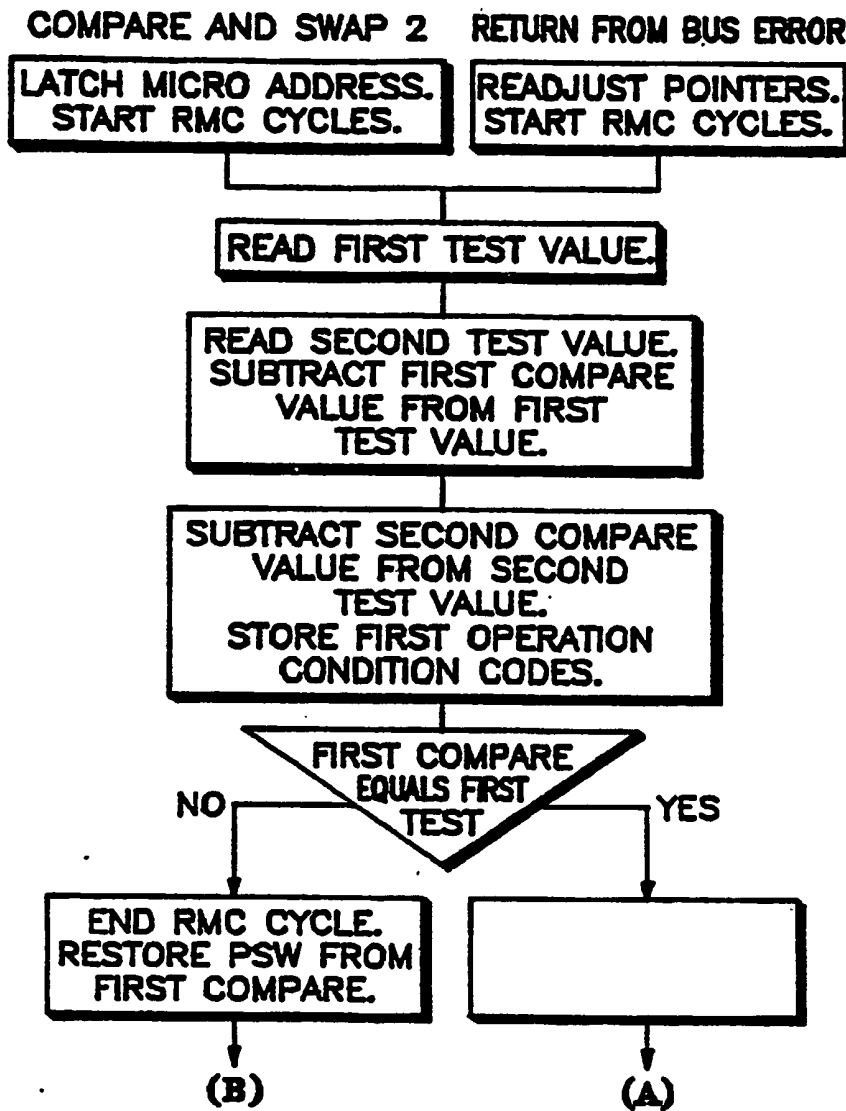 COMPARE AND SWAP 2
RETURN FROM BUS ERROR
LATCH MICRO ADDRESS.
START RMC CYCLES.
READJUST POINTERS.
START RMC CYCLES.
READ FIRST TEST VALUE.
READ SECOND TEST VALUE.
SUBTRACT FIRST COMPARE
VALUE FROM FIRST
TEST VALUE.
SUBTRACT SECOND COMPARE
VALUE FROM SECOND
TEST VALUE.
STORE FIRST OPERATION
CONDITION CODES.
FIRST COMPARE
EQUALS FIRST
TEST
NO
YES
END RMC CYCLE.
RESTORE PSW FROM
FIRST COMPARE.
(B)
(A)